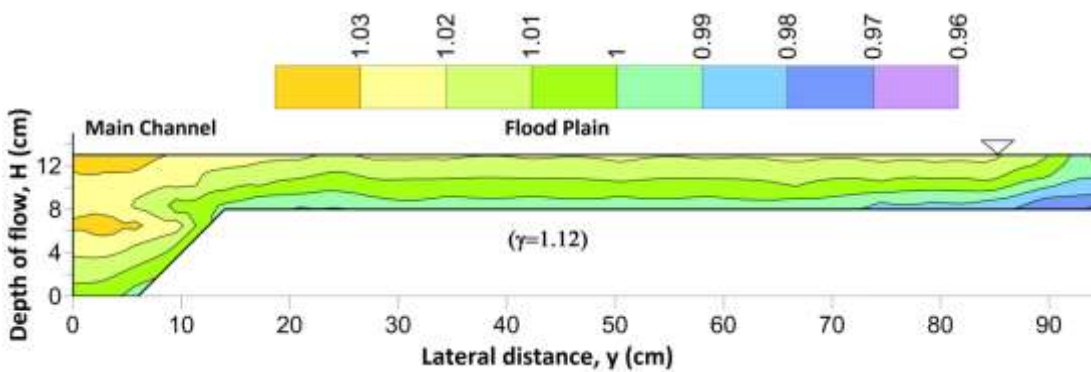 1.03 1.02 1.01 1 0.99 0.98 0.97 0.96
Main Channel Flood Plain
Depth of flow, H (cm)
12
8
4
0
(γ=1.12)
0 10 20 30 40 50 60 70 80 90
Lateral distance, y (cm)